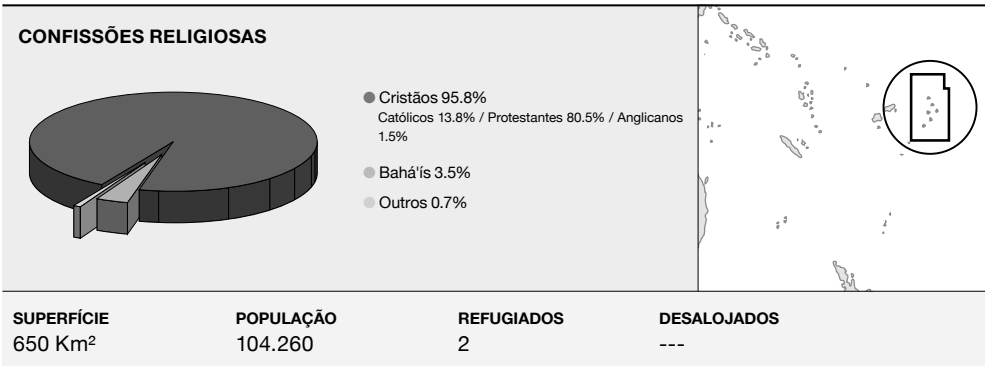 CONFISSÕES RELIGIOSAS
Cristãos 95.8%
Católicos 13.8% / Protestantes 80.5% / Anglicanos
1.5%
Bahá'ís 3.5%
Outros 0.7%
SUPERFÍCIE
650 Km²
POPULAÇÃO
104.260
REFUGIADOS
2
DESALOJADOS
---